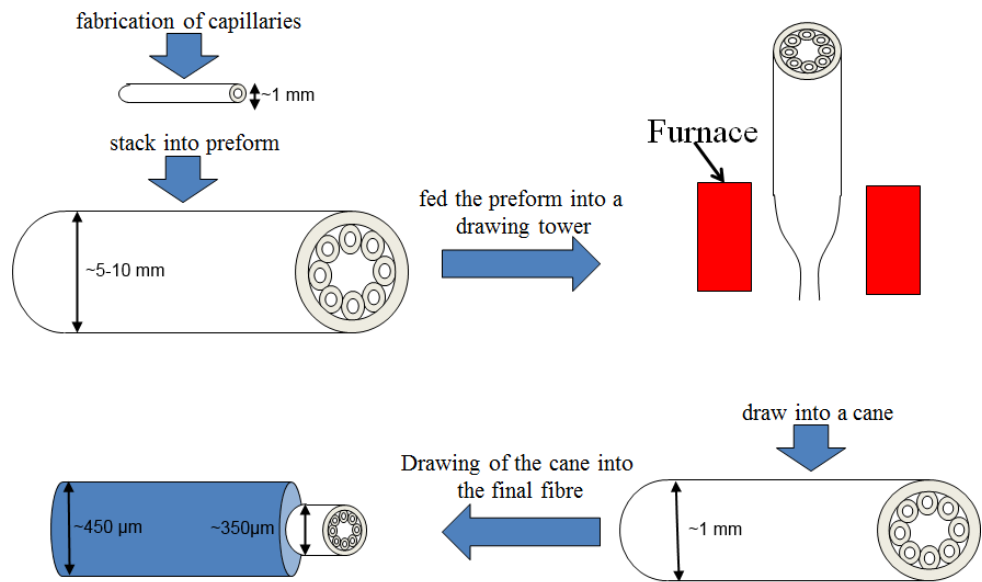 fabrication of capillaries
~1 mm
stack into preform
~5-10 mm
fed the preform into a
drawing tower
Furnace
draw into a cane
~1 mm
Drawing of the cane into
the final fibre
~450 µm
~350µm